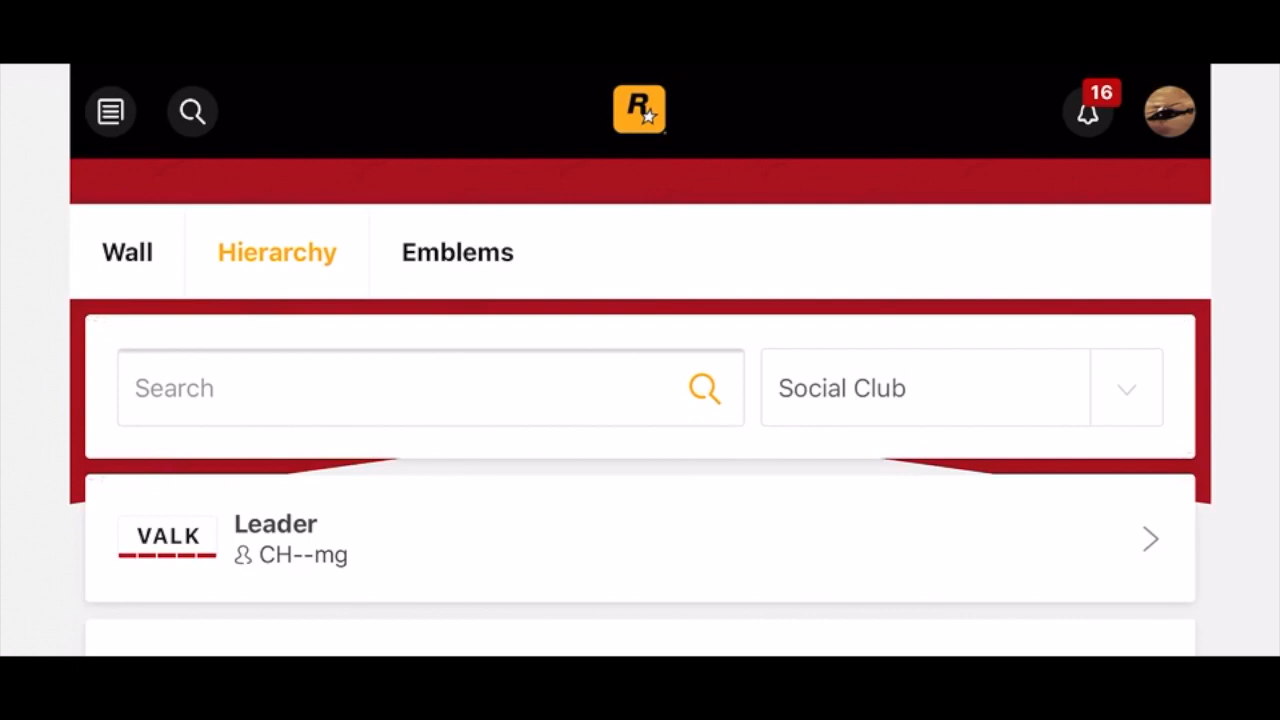 R
16
Wall
Hierarchy
Emblems
Search
Social Club
VALK
Leader
CH--mg